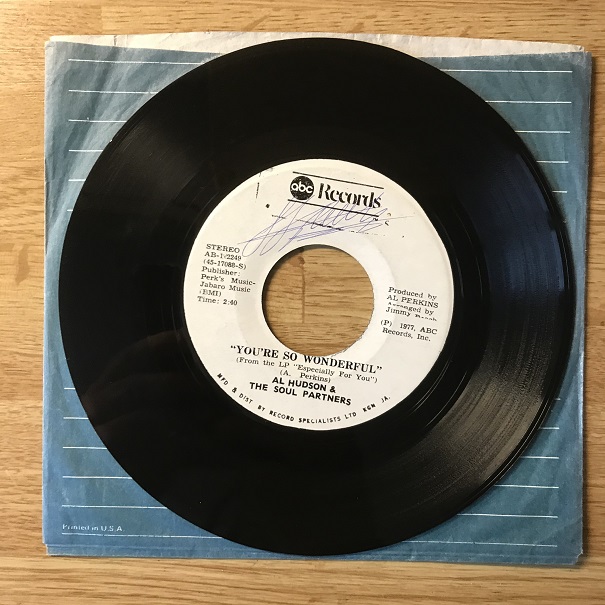 abc Records
STEREO
AB-12249
(45-17088-S)
Publisher:
Perk's Music-
Jabaro Music
(BMI)
Time: 2:40
Produced by
AL PERKINS
Arranged by
Jimmy
(P) 1977, ABC
Records, Inc.
"YOU'RE SO WONDERFUL"
(From the LP "Especially For You")
(A. Perkins)
AL HUDSON &
THE SOUL PARTNERS
MFD & DIST BY RECORD SPECIALISTS LTD KGN JA.
Printed in U.S.A.